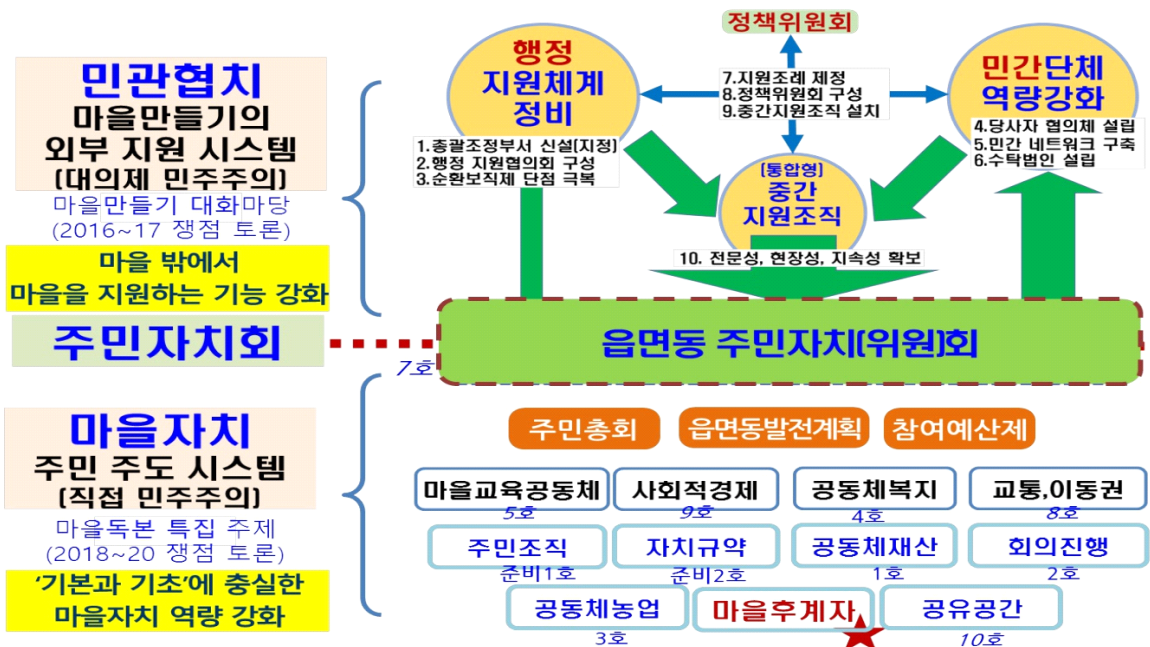 민관협치
마을만들기의
외부 지원 시스템
(대의제 민주주의)
마을만들기 대화마당
(2016~17 쟁점 토론)
마을 밖에서
마을을 지원하는 기능 강화
정책위원회
행정
지원체계
정비
1.총괄조정부서 신설(지정)
2.행정 지원협의회 구성
3.순환보직제 단점 극복
7.지원조례 제정
8.정책위원회 구성
9.중간지원조직 설치
민간단체
역량강화
4.당사자 협의체 설립
5.민간 네트워크 구축
6.수탁법인 설립
(통합형)
중간
지원조직
10. 전문성, 현장성, 지속성 확보
주민자치회
7호
읍면동 주민자치(위원)회
마을자치
주민 주도 시스템
(직접 민주주의)
마을독본 특집 주제
(2018~20 쟁점 토론)
'기본과 기초'에 충실한
마을자치 역량 강화
주민총회 읍면동발전계획 참여예산제
마을교육공동체 사회적경제 공동체복지 교통,이동권
5호 9호 4호 8호
주민조직 자치규약 공동체재산 회의진행
준비1호 준비2호 1호 2호
공동체농업 마을후계자 공유공간
3호 10호